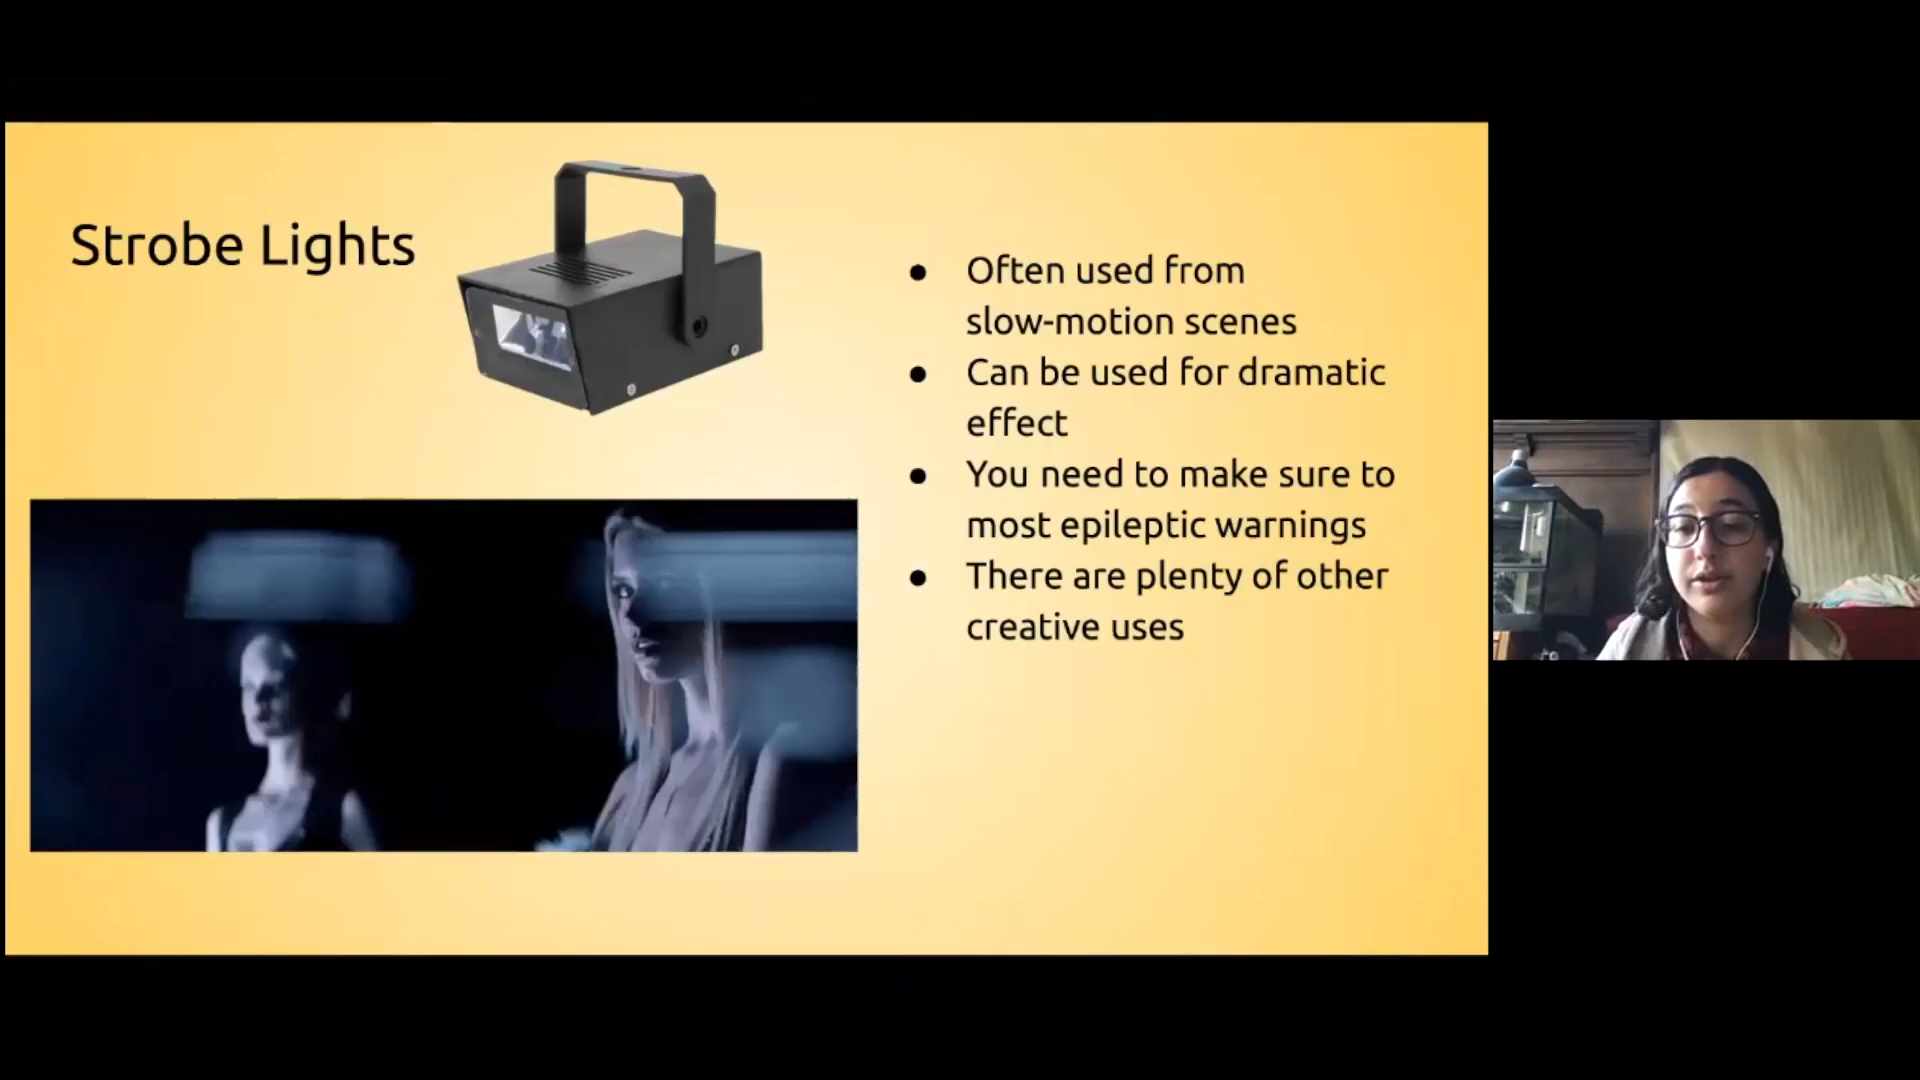 Strobe Lights
● Often used from
slow-motion scenes
● Can be used for dramatic
effect
● You need to make sure to
most epileptic warnings
● There are plenty of other
creative uses